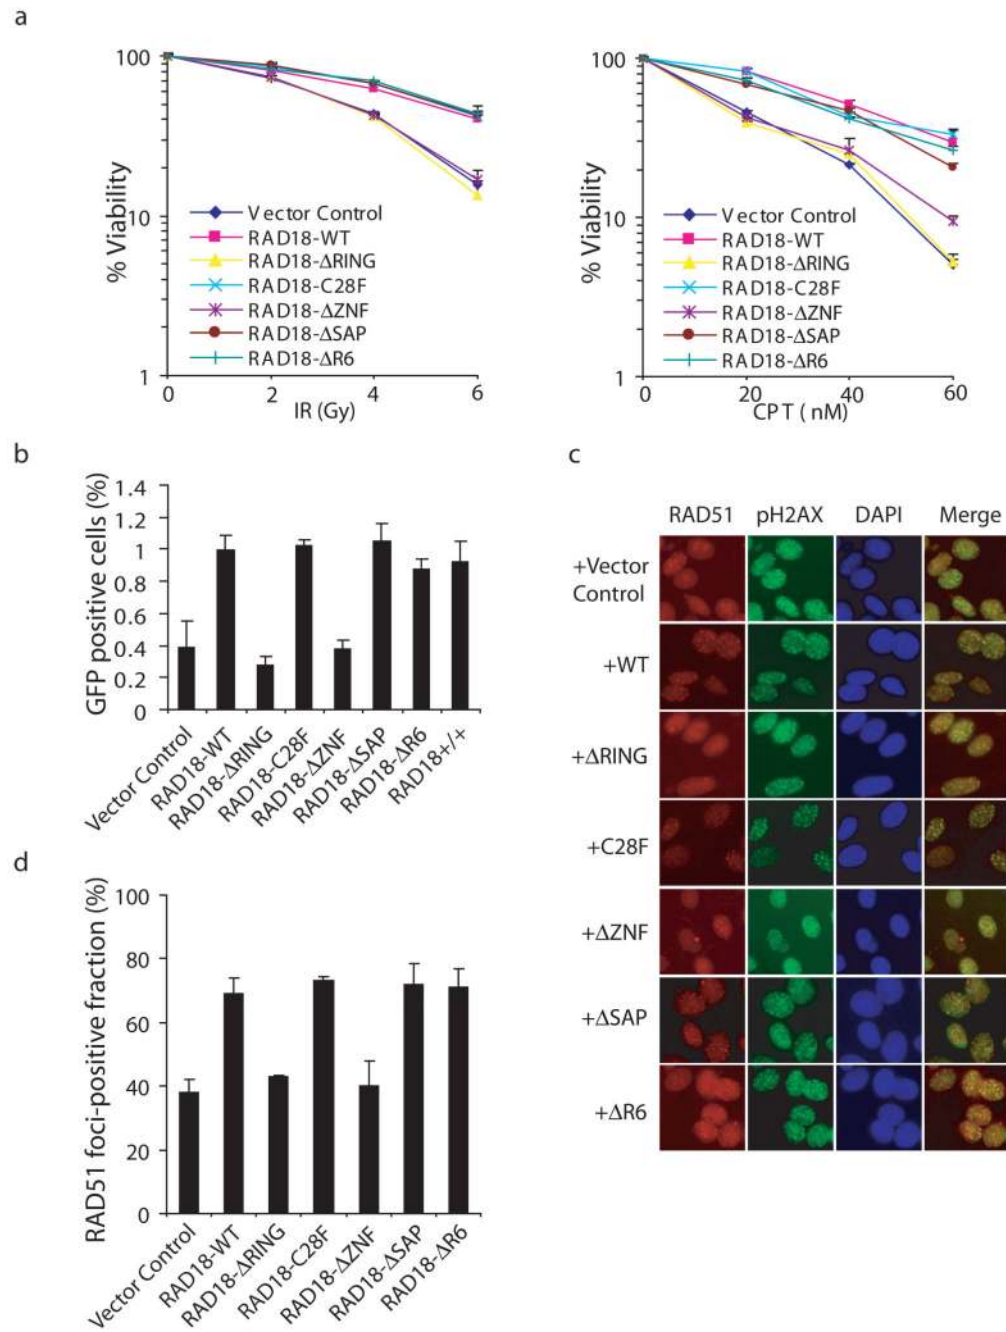 a
% Viability
100
10
1
Vector Control
RAD18-WT
RAD18-ΔRING
RAD18-C28F
RAD18-ΔZNF
RAD18-ΔSAP
RAD18-ΔR6
0 2 4 6
IR (Gy)
% Viability
100
10
1
Vector Control
RAD18-WT
RAD18-ΔRING
RAD18-C28F
RAD18-ΔZNF
RAD18-ΔSAP
RAD18-ΔR6
0 20 40 60
CPT ( nM)
b
GFP positive cells (%)
1.4
1.2
1
0.8
0.6
0.4
0.2
0
Vector Control
RAD18-WT
RAD18-ΔRING
RAD18-C28F
RAD18-ΔZNF
RAD18-ΔSAP
RAD18-ΔR6
RAD18+/+
c
RAD51 pH2AX DAPI Merge
+Vector
Control
+WT
+ΔRING
+C28F
+ΔZNF
+ΔSAP
+ΔR6
d
RAD51 foci-positive fraction (%)
100
80
60
40
20
0
Vector Control
RAD18-WT
RAD18-ΔRING
RAD18-C28F
RAD18-ΔZNF
RAD18-ΔSAP
RAD18-ΔR6